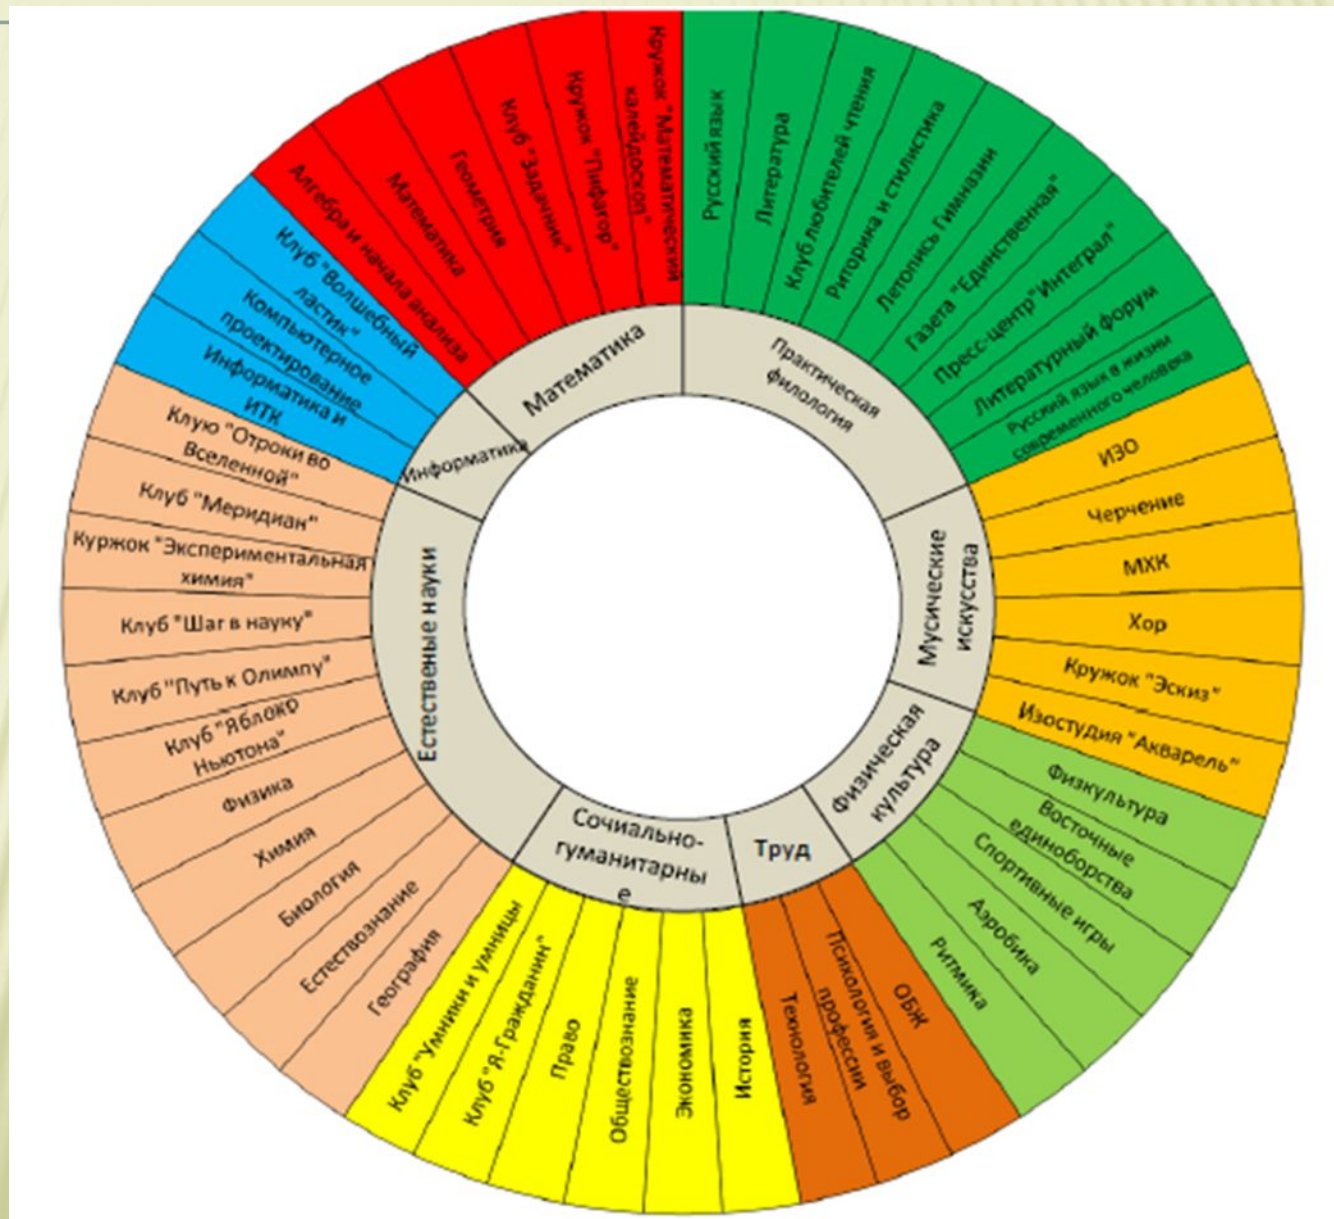 Русский язык
Литература
Клуб любителей чтения
Риторика и стилистика
Летопись Гимназии
Газета "Единственная"
Пресс-центр"Интеграл"
Литературный форум
Русский язык в жизни
современного человека
ИЗО
Черчение
МХК
Хор
Кружок "Эскиз"
Изостудия "Акварель"
Физкультура
Восточные
единоборства
Спортивные игры
Аэробика
Ритмика
ОБЖ
Психология и выбор
профессии
Технология
История
Экономика
Обществознание
Право
Клуб "Я-Гражданин"
Клуб "Умники и умницы
География
Естествознание
Биология
Химия
Физика
Клуб "Яблоко
Ньютона"
Клуб "Путь к Олимпу"
Клуб "Шаг в науку"
Куржок "Экспериментальная
химия"
Клуб "Меридиан"
Клую "Отроки во
Вселенной"
Информатика и
ИТК
Компьютерное
проектирование
Клуб "Волшебный
ластик"
Алгебра и начала анализа
Математика
Геометрия
Клуб "Задачник"
Кружок "Пифагор"
Кружок "Математический
калейдоскоп"
Практическая
филология
Мусические
искусства
Физическая
культура
Труд
Сочиально-
гуманитарны
е
Естествены науки
Информатика
Математика